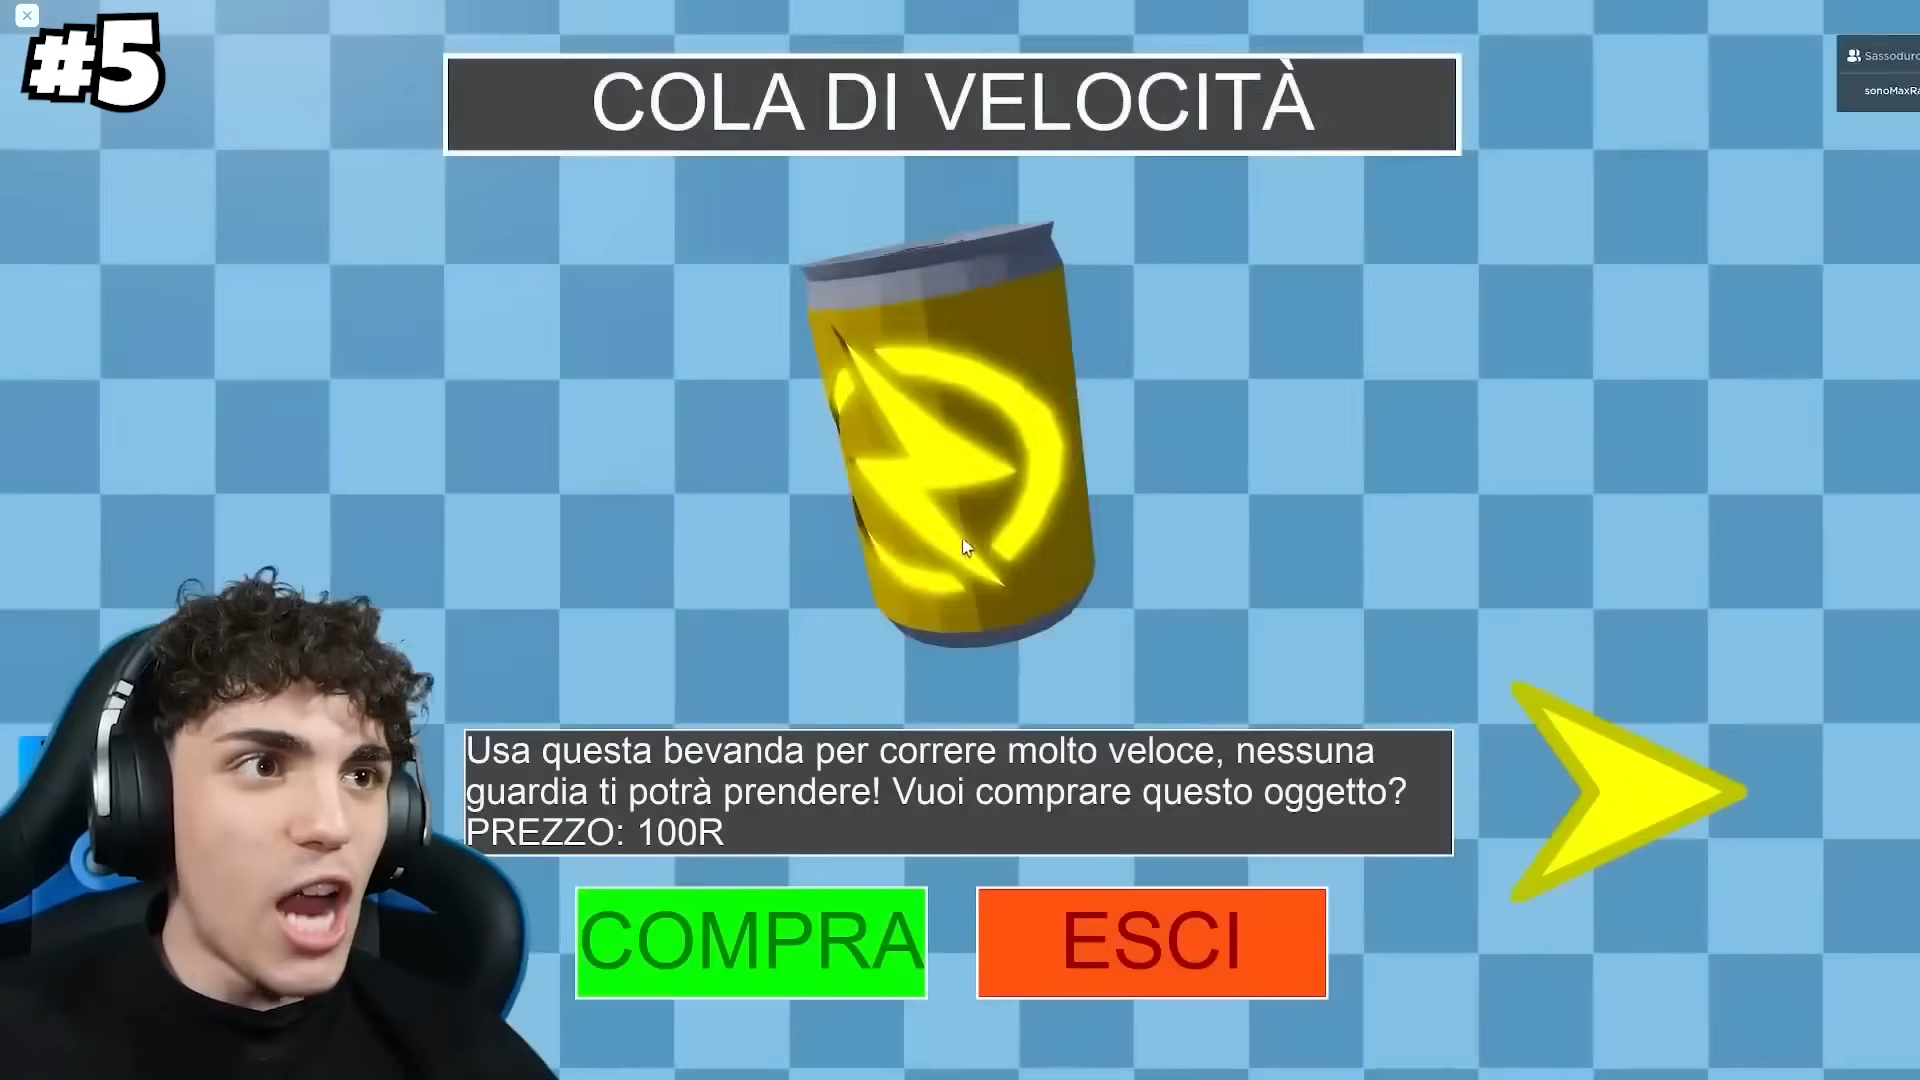 #5
COLA DI VELOCITÀ
Usa questa bevanda per correre molto veloce, nessuna
guardia ti potrà prendere! Vuoi comprare questo oggetto?
PREZZO: 100R
COMPRA
ESCI